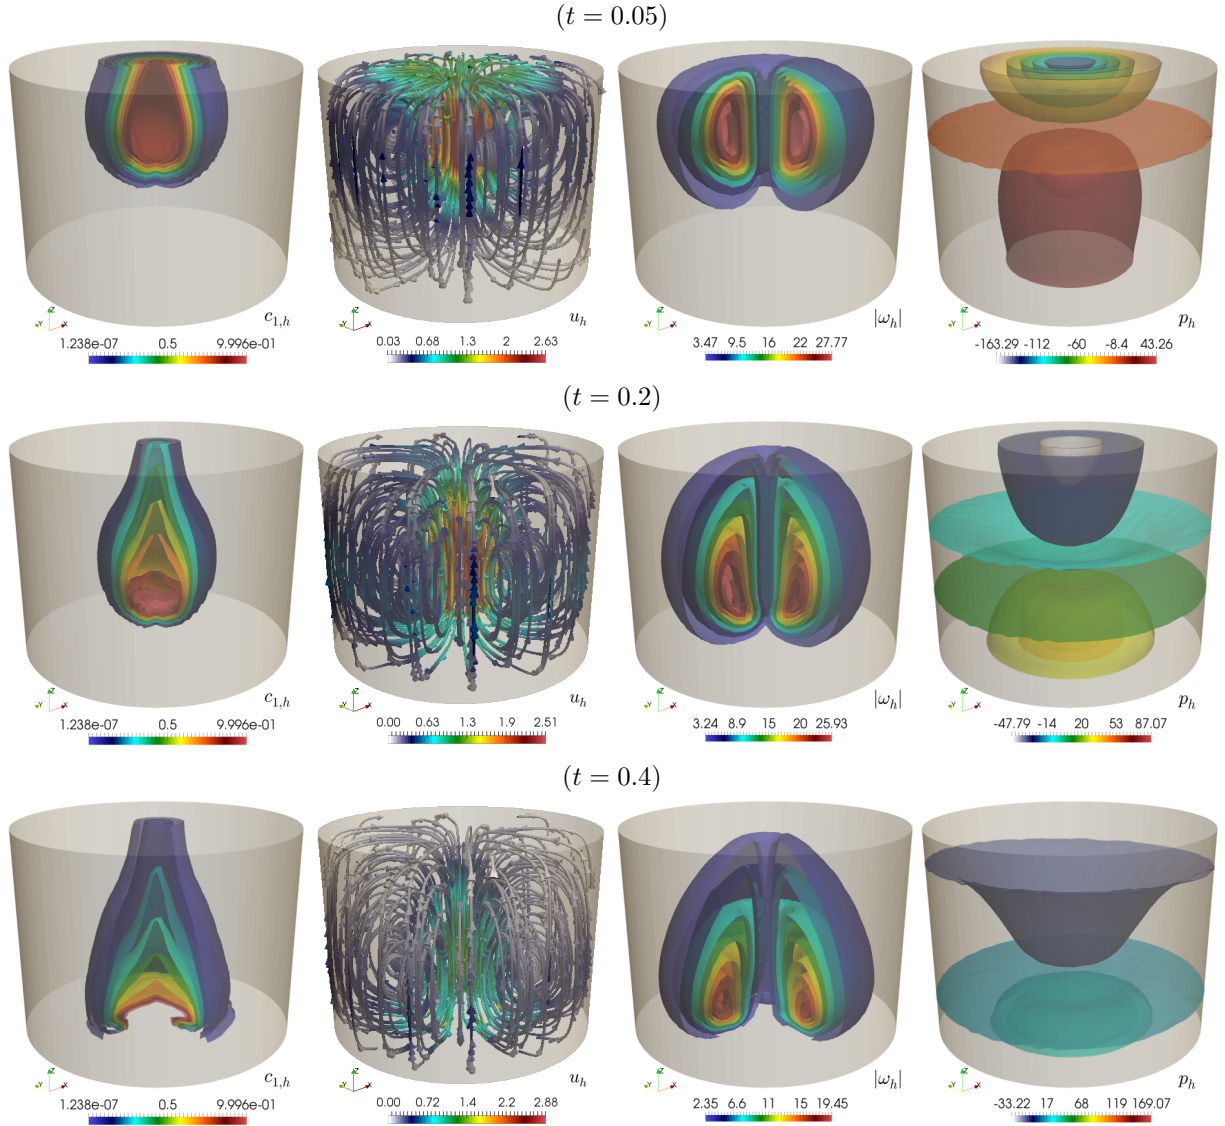 (t = 0.05)
c₁,ₕ uₕ |ωₕ| pₕ
1.238e-07 0.5 9.996e-01 0.03 0.68 1.3 2 2.63 3.47 9.5 16 22 27.77 -163.29 -112 -60 -8.4 43.26
(t = 0.2)
c₁,ₕ uₕ |ωₕ| pₕ
1.238e-07 0.5 9.996e-01 0.00 0.63 1.3 1.9 2.51 3.24 8.9 15 20 25.93 -47.79 -14 20 53 87.07
(t = 0.4)
c₁,ₕ uₕ |ωₕ| pₕ
1.238e-07 0.5 9.996e-01 0.00 0.72 1.4 2.2 2.88 2.35 6.6 11 15 19.45 -33.22 17 68 119 169.07